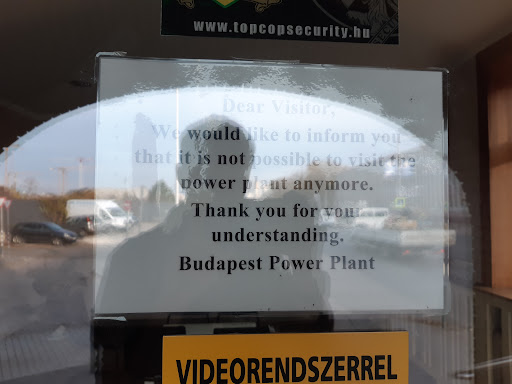 www.topcopsecurity.hu
Dear Visitor,
We would like to inform you
that it is not possible to visit the
power plant anymore.
Thank you for your
understanding.
Budapest Power Plant
VIDEORENDSZERREL